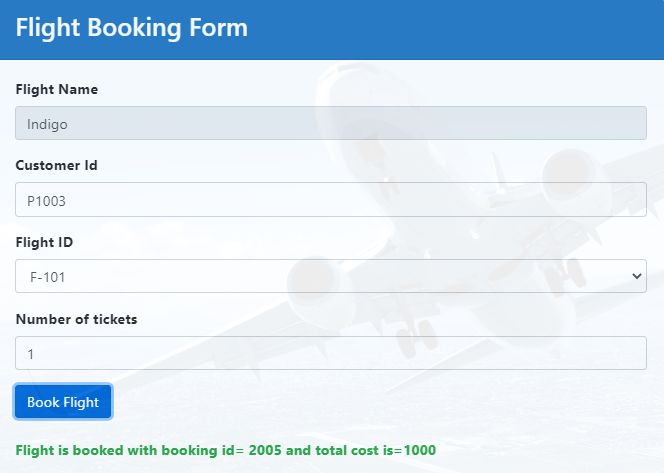 Flight Booking Form
Flight Name
Indigo
Customer Id
P1003
Flight ID
F-101
Number of tickets
1
Book Flight
Flight is booked with booking id= 2005 and total cost is=1000